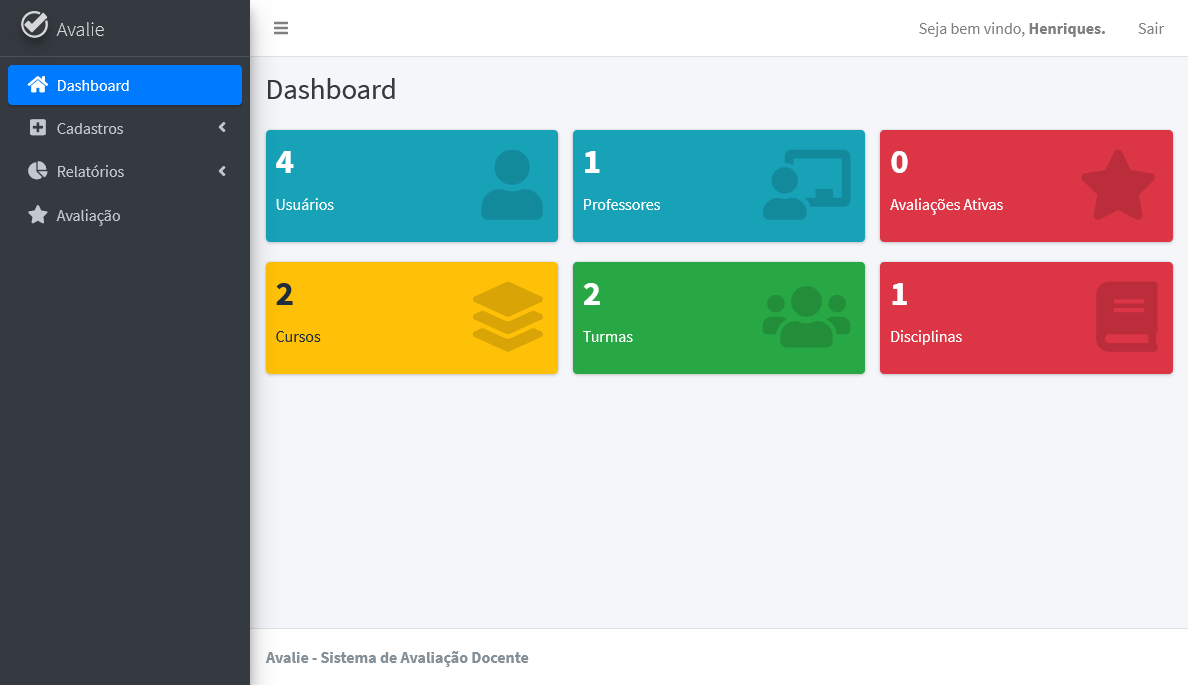 Avalie
Seja bem vindo, Henriques.
Sair
Dashboard
Cadastros
Relatórios
Avaliação
Dashboard
4
Usuários
1
Professores
0
Avaliações Ativas
2
Cursos
2
Turmas
1
Disciplinas
Avalie - Sistema de Avaliação Docente